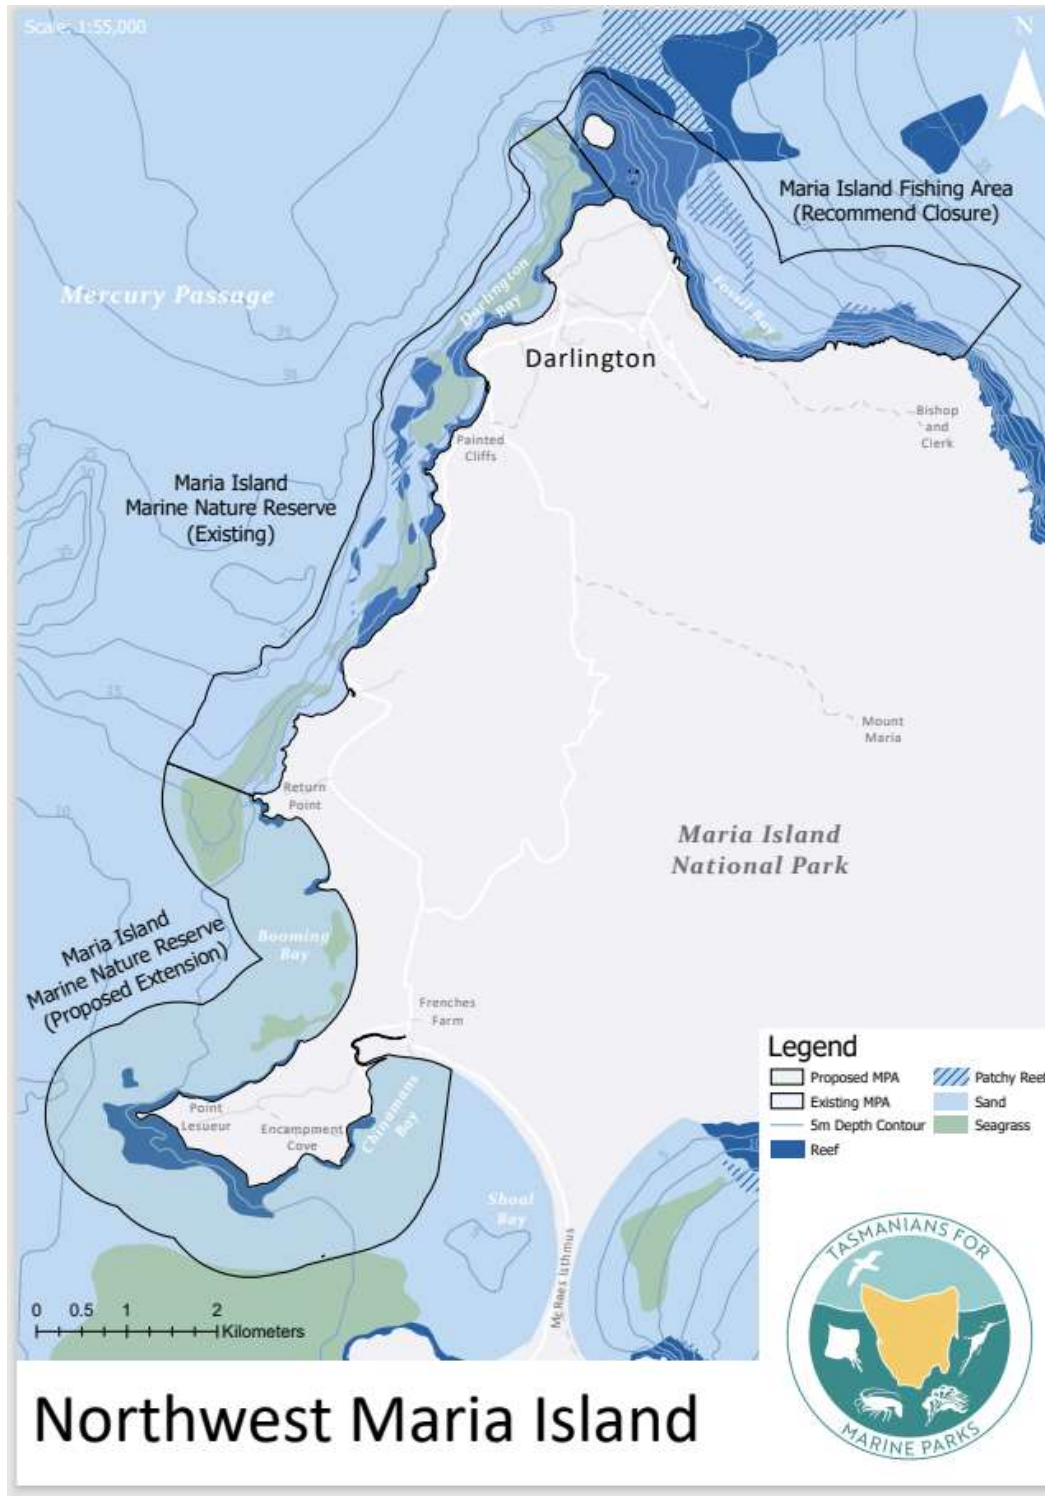 Scale: 1:55,000
N
35
Maria Island Fishing Area
(Recommend Closure)
Mercury Passage
Darlington
Bay
Fossil Bay
35
35
Darlington
Bishop
and
Clerk
Painted
Cliffs
Maria Island
Marine Nature Reserve
(Existing)
Mount
Maria
Return
Point
Maria Island
National Park
Maria Island
Marine Nature Reserve
(Proposed Extension)
Booming
Bay
Frenches
Farm
Point
Lesueur
Encampment
Cove
Chinamans
Bay
Shoal
Bay
McRaes Isthmus
Legend
Proposed MPA
Existing MPA
5m Depth Contour
Reef
Patchy Reef
Sand
Seagrass
0 0.5 1 2
Kilometers
TASMANIANS FOR
MARINE PARKS
Northwest Maria Island